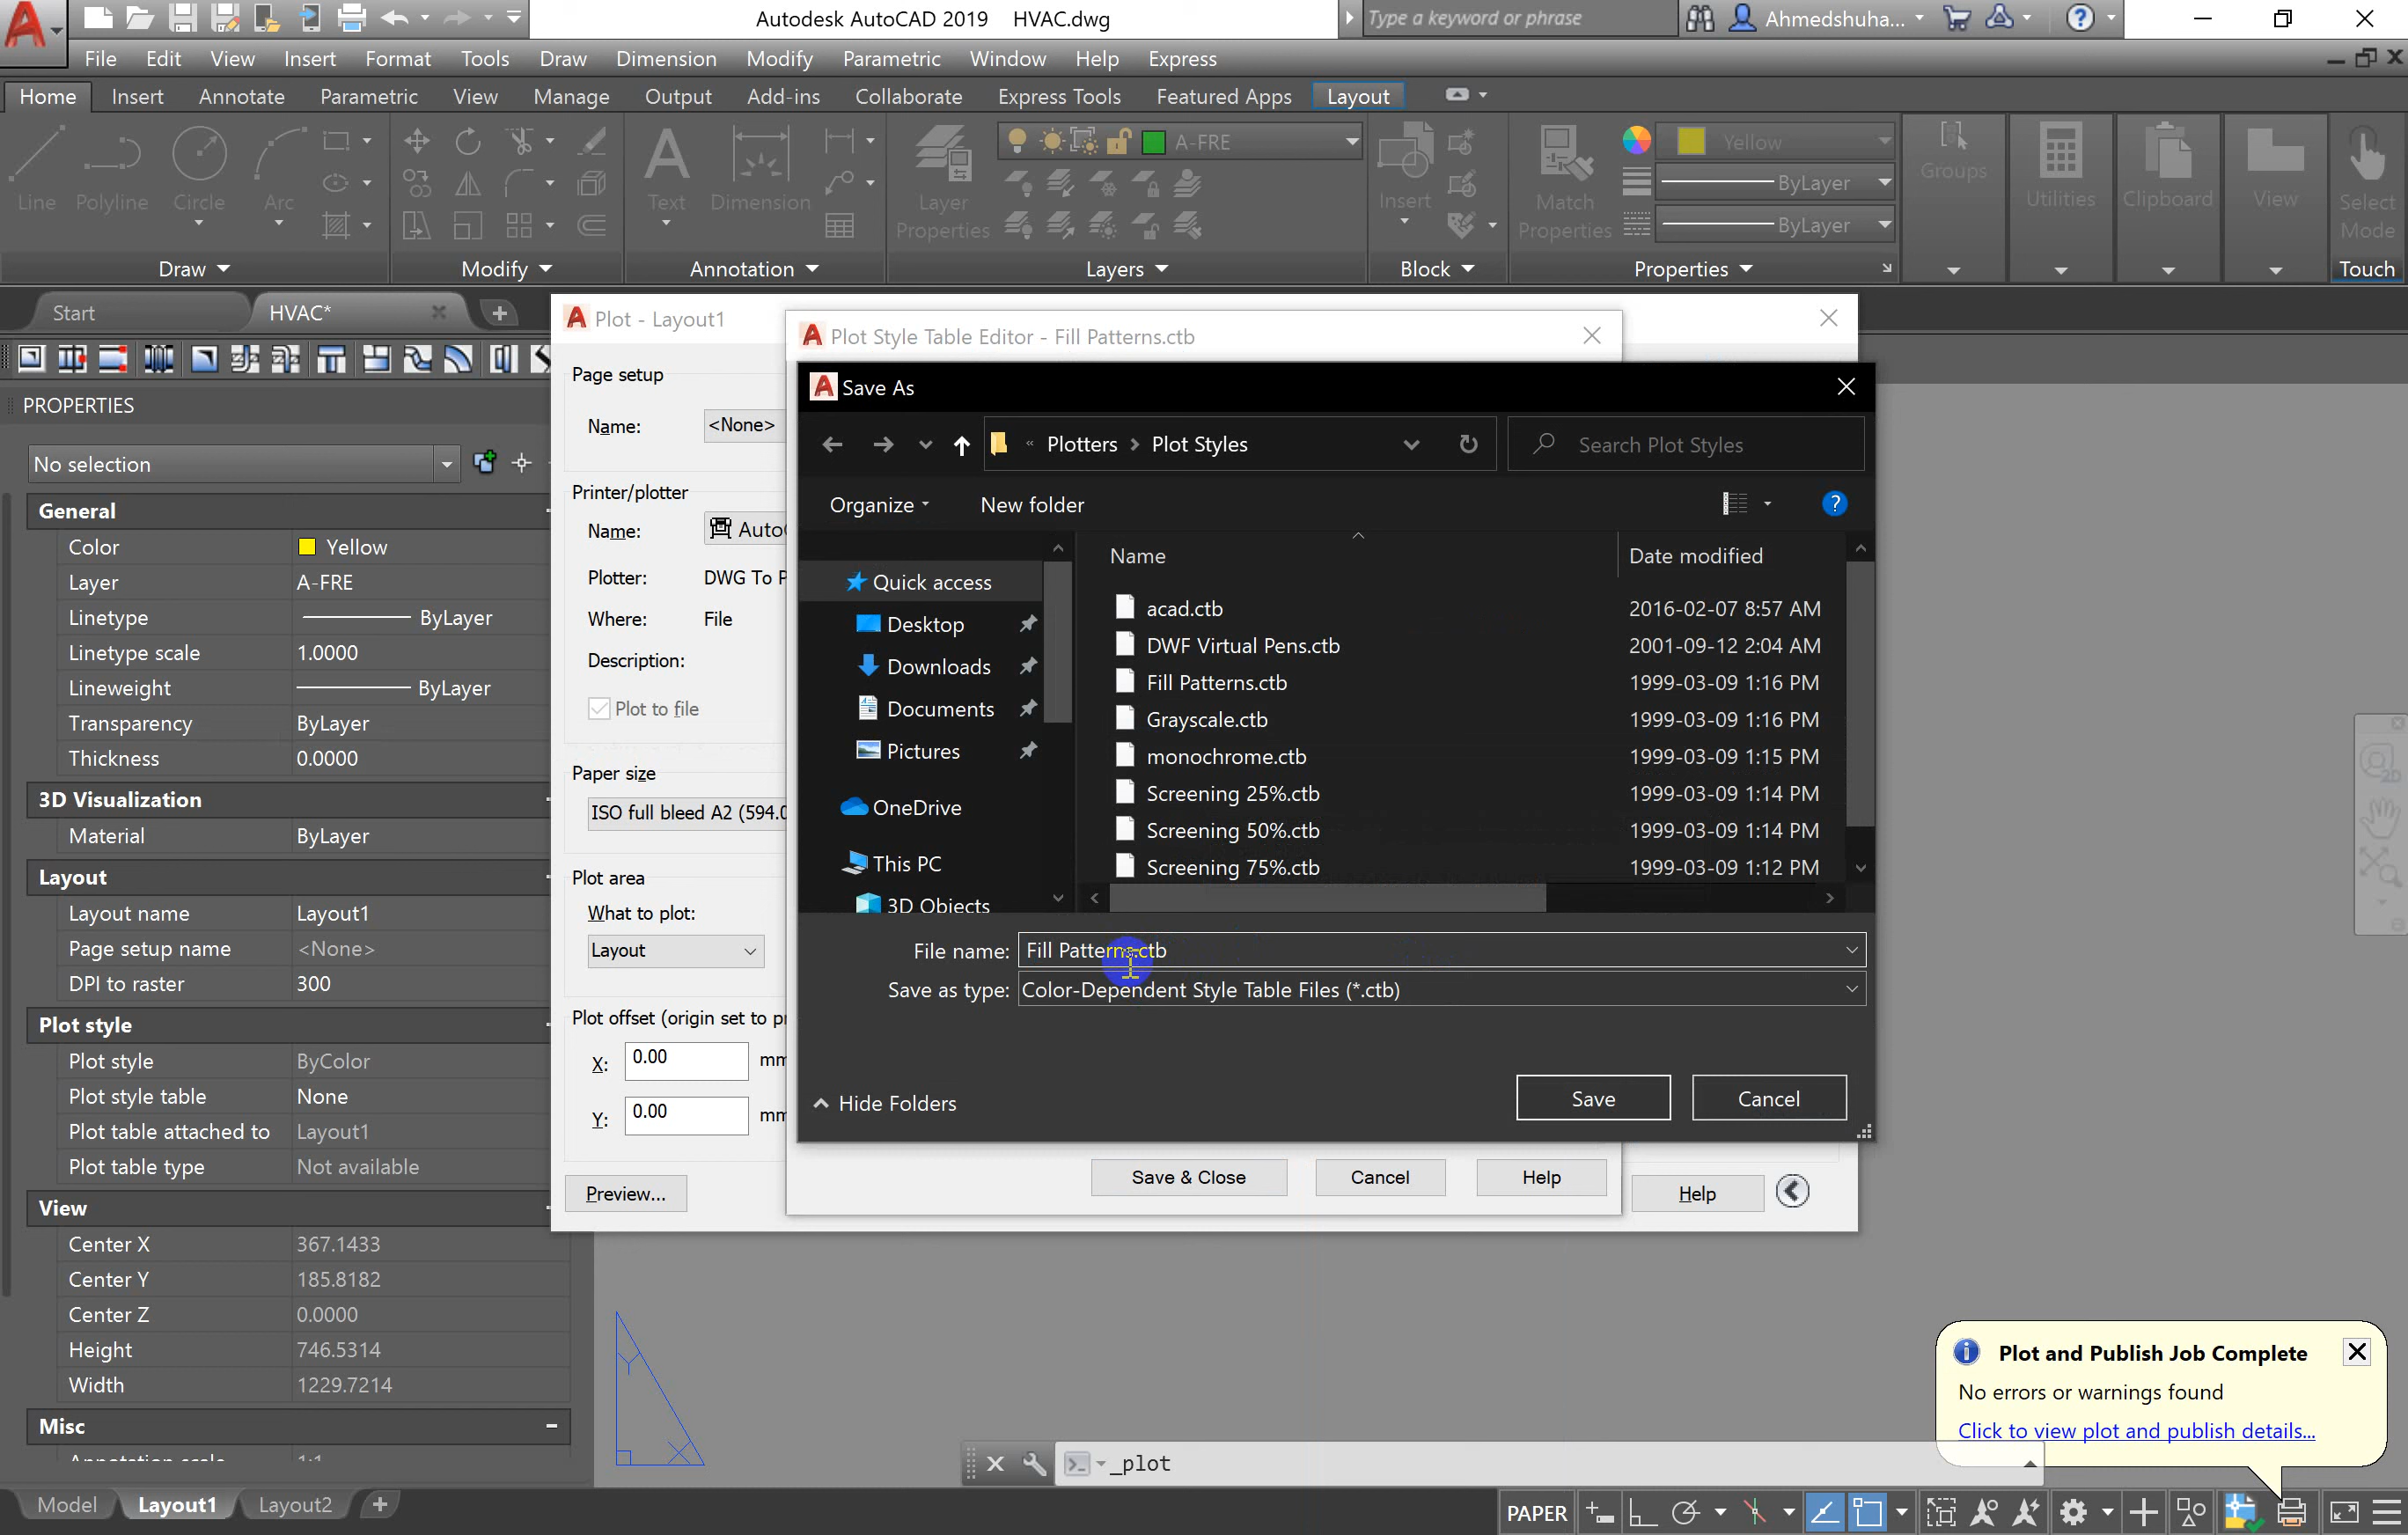 Autodesk AutoCAD 2019 HVAC.dwg
Type a keyword or phrase
Ahmedshuha...
File Edit View Insert Format Tools Draw Dimension Modify Parametric Window Help Express
Home Insert Annotate Parametric View Manage Output Add-ins Collaborate Express Tools Featured Apps Layout
Line Polyline Circle Arc
Text Dimension
Layer Properties
A-FRE
Insert
Match Properties
Yellow
ByLayer
ByLayer
Groups
Utilities
Clipboard
View
Select Mode
Draw Modify Annotation Layers Block Properties Touch
Start HVAC*
PROPERTIES
No selection
General
Color Yellow
Layer A-FRE
Linetype ByLayer
Linetype scale 1.0000
Lineweight ByLayer
Transparency ByLayer
Thickness 0.0000
3D Visualization
Material ByLayer
Layout
Layout name Layout1
Page setup name <None>
DPI to raster 300
Plot style
Plot style ByColor
Plot style table None
Plot table attached to Layout1
Plot table type Not available
View
Center X 367.1433
Center Y 185.8182
Center Z 0.0000
Height 746.5314
Width 1229.7214
Misc
Plot - Layout1
Page setup
Name: <None>
Printer/plotter
Name:
Plotter: DWG To P
Where: File
Description:
Plot to file
Paper size
ISO full bleed A2 (594.0
Plot area
What to plot:
Layout
Plot offset (origin set to pr
X: 0.00 mm
Y: 0.00 mm
Preview...
Help
Plot Style Table Editor - Fill Patterns.ctb
Save & Close Cancel Help
Save As
« Plotters > Plot Styles
Search Plot Styles
Organize New folder
Quick access
Desktop
Downloads
Documents
Pictures
OneDrive
This PC
3D Objects
Name Date modified
acad.ctb 2016-02-07 8:57 AM
DWF Virtual Pens.ctb 2001-09-12 2:04 AM
Fill Patterns.ctb 1999-03-09 1:16 PM
Grayscale.ctb 1999-03-09 1:16 PM
monochrome.ctb 1999-03-09 1:15 PM
Screening 25%.ctb 1999-03-09 1:14 PM
Screening 50%.ctb 1999-03-09 1:14 PM
Screening 75%.ctb 1999-03-09 1:12 PM
File name: Fill Patterns.ctb
Save as type: Color-Dependent Style Table Files (*.ctb)
Hide Folders
Save Cancel
Y
X
2D
Plot and Publish Job Complete
No errors or warnings found
Click to view plot and publish details...
_plot
Model Layout1 Layout2
PAPER